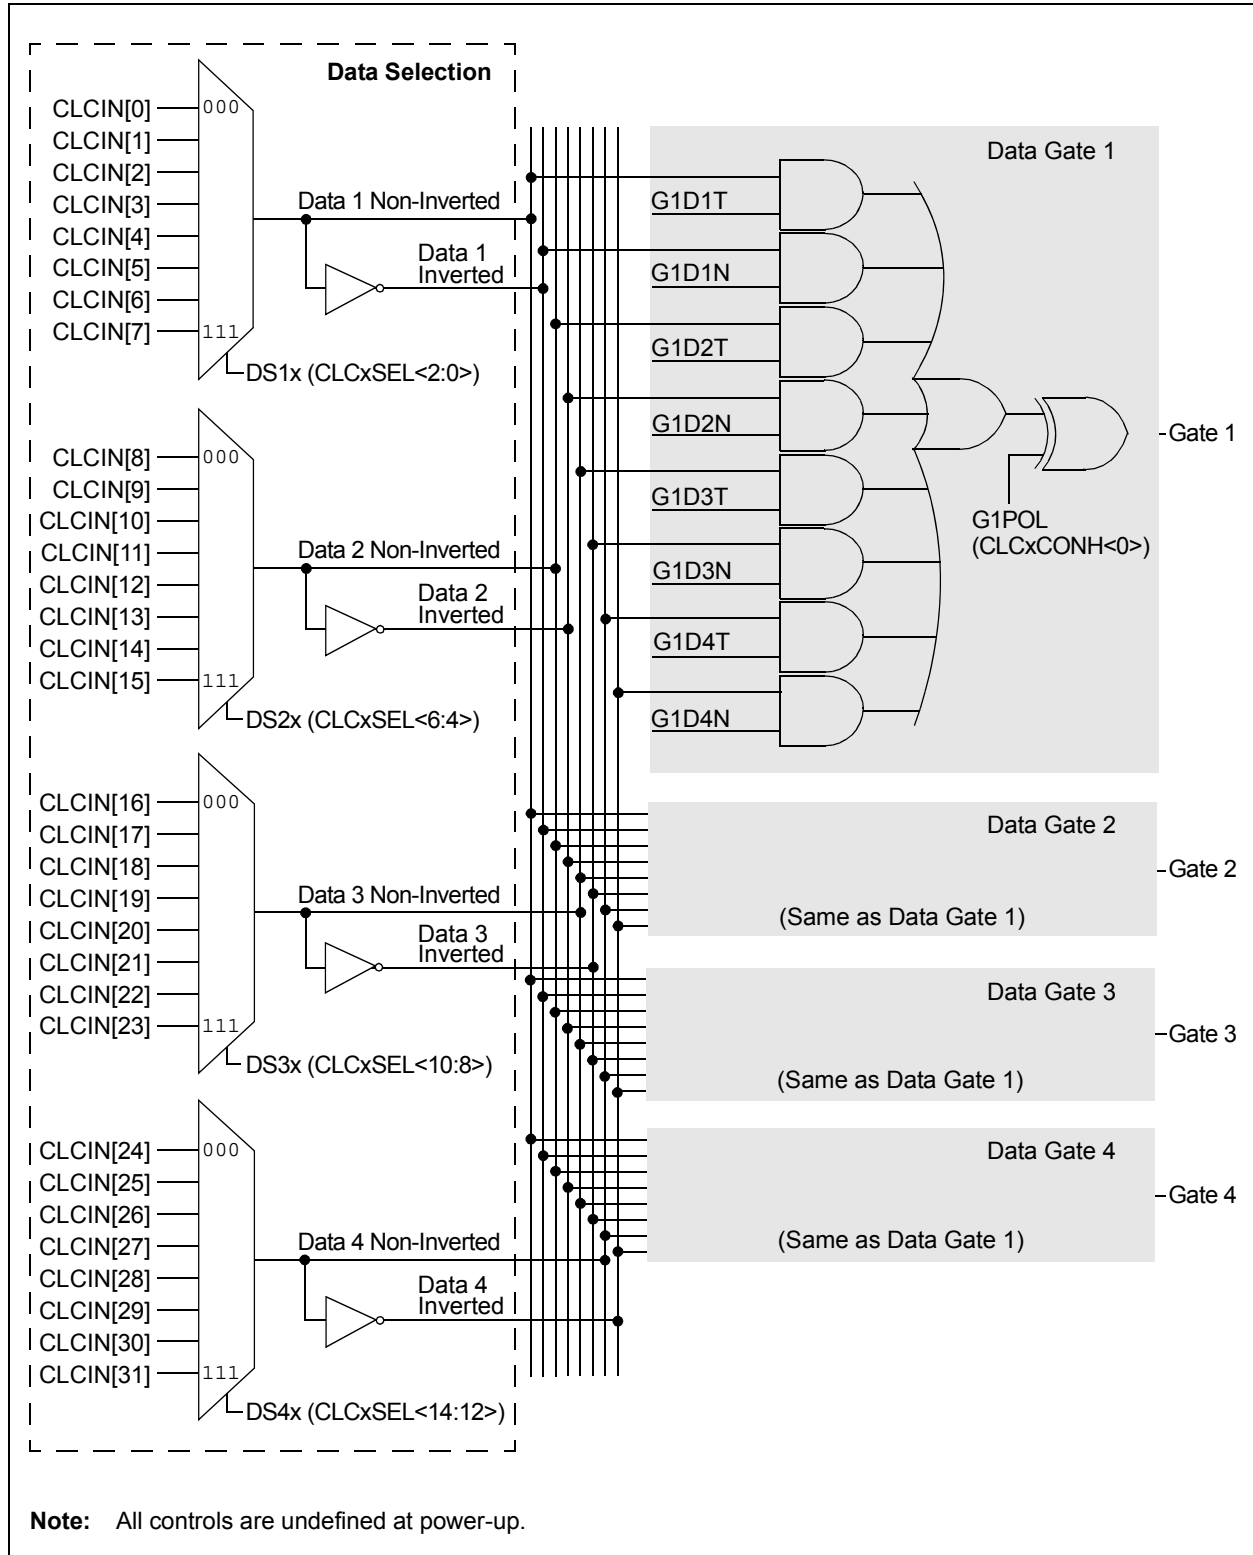 Data Selection
CLCIN[0]
000
CLCIN[1]
CLCIN[2]
CLCIN[3]
CLCIN[4]
CLCIN[5]
CLCIN[6]
CLCIN[7]
111
Data 1 Non-Inverted
Data 1
Inverted
DS1x (CLCxSEL<2:0>)
CLCIN[8]
000
CLCIN[9]
CLCIN[10]
CLCIN[11]
CLCIN[12]
CLCIN[13]
CLCIN[14]
CLCIN[15]
111
Data 2 Non-Inverted
Data 2
Inverted
DS2x (CLCxSEL<6:4>)
CLCIN[16]
000
CLCIN[17]
CLCIN[18]
CLCIN[19]
CLCIN[20]
CLCIN[21]
CLCIN[22]
CLCIN[23]
111
Data 3 Non-Inverted
Data 3
Inverted
DS3x (CLCxSEL<10:8>)
CLCIN[24]
000
CLCIN[25]
CLCIN[26]
CLCIN[27]
CLCIN[28]
CLCIN[29]
CLCIN[30]
CLCIN[31]
111
Data 4 Non-Inverted
Data 4
Inverted
DS4x (CLCxSEL<14:12>)
Data Gate 1
G1D1T
G1D1N
G1D2T
G1D2N
G1D3T
G1D3N
G1D4T
G1D4N
G1POL
(CLCxCONH<0>)
Gate 1
Data Gate 2
(Same as Data Gate 1)
Gate 2
Data Gate 3
(Same as Data Gate 1)
Gate 3
Data Gate 4
(Same as Data Gate 1)
Gate 4
Note: All controls are undefined at power-up.